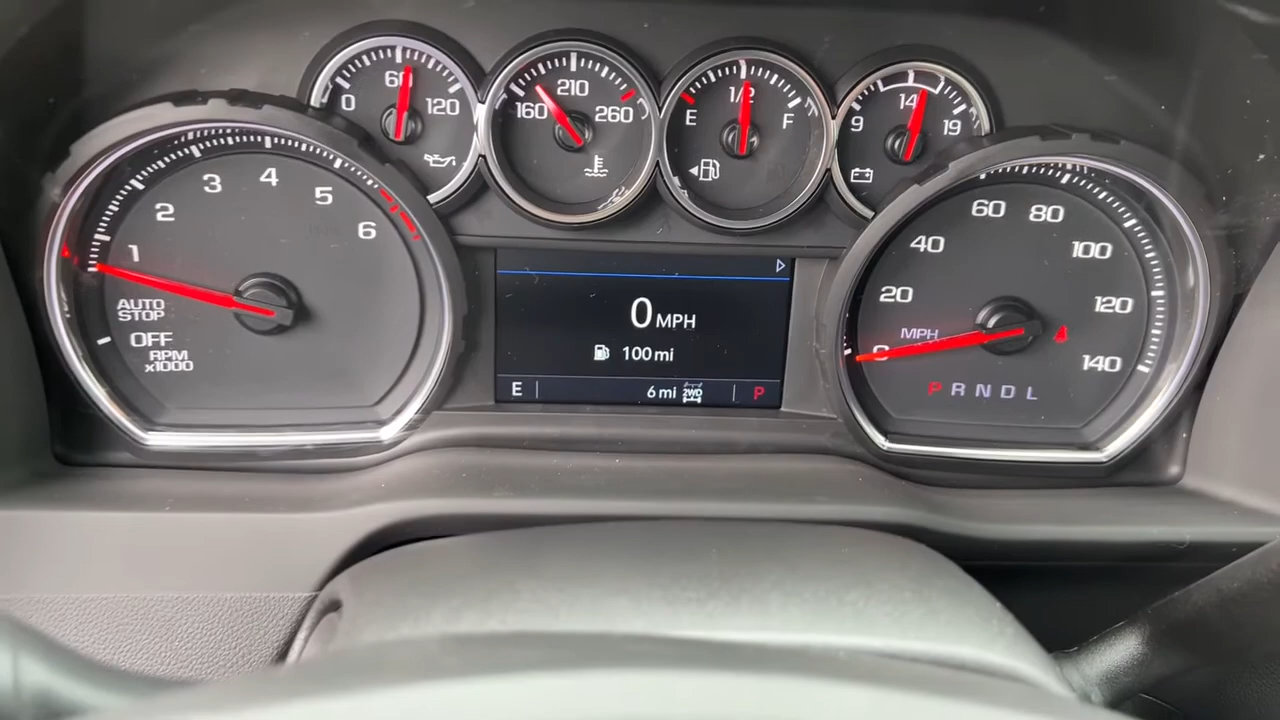 0 60 120
160 210 260
E 1/2 F
9 14 19
1 2 3 4 5 6
AUTO
STOP
OFF
RPM
x1000
0 MPH
100 mi
E 6 mi 2WD P
0 20 40 60 80 100 120 140
MPH
P R N D L